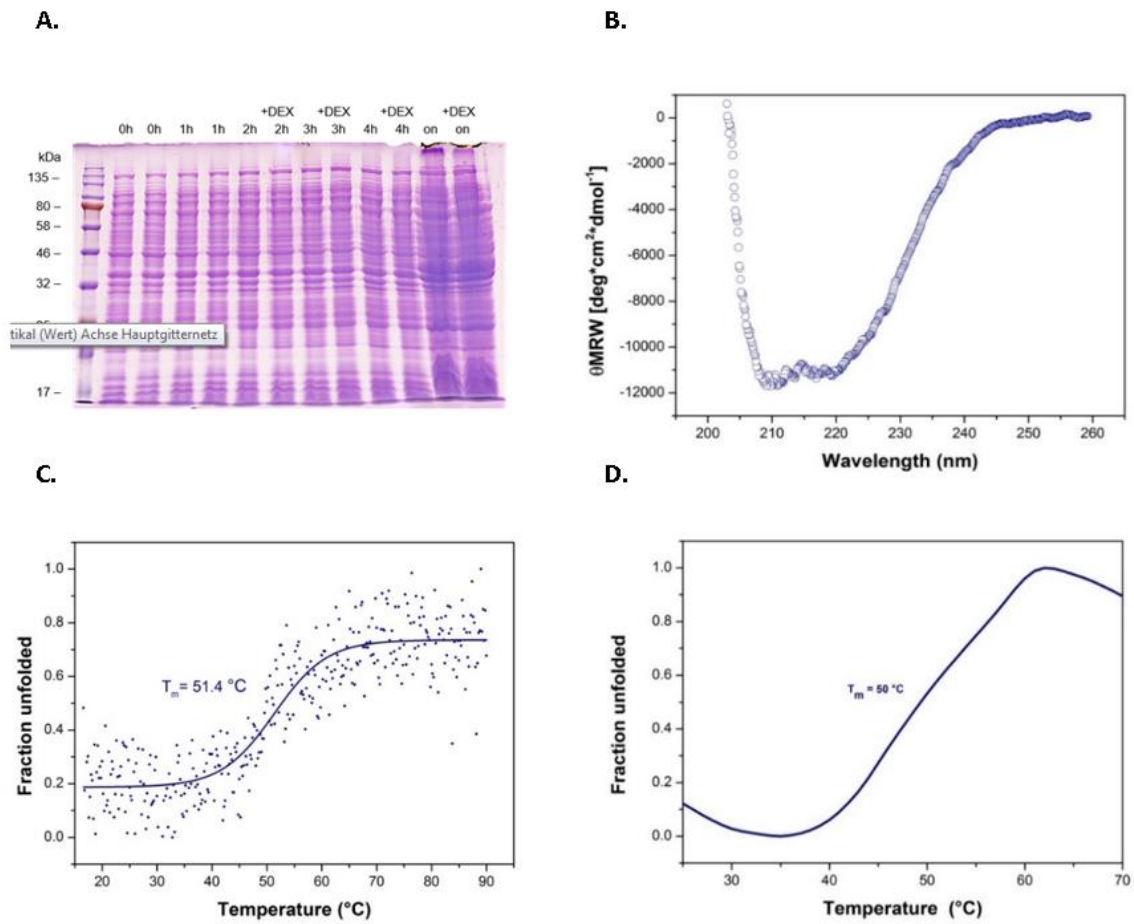 A.
+DEX +DEX +DEX +DEX
0h 0h 1h 1h 2h 2h 3h 3h 4h 4h on on
kDa
135
80
58
46
32
tikal (Wert) Achse Hauptgitternetz
17
B.
0
-2000
-4000
-6000
-8000
-10000
-12000
θMRW [deg*cm²*dmol⁻¹]
200 210 220 230 240 250 260
Wavelength (nm)
C.
1.0
0.8
0.6
0.4
0.2
0.0
Fraction unfolded
Tm= 51.4 °C
20 30 40 50 60 70 80 90
Temperature (°C)
D.
1.0
0.8
0.6
0.4
0.2
0.0
Fraction unfolded
Tm = 50 °C
30 40 50 60 70
Temperature (°C)